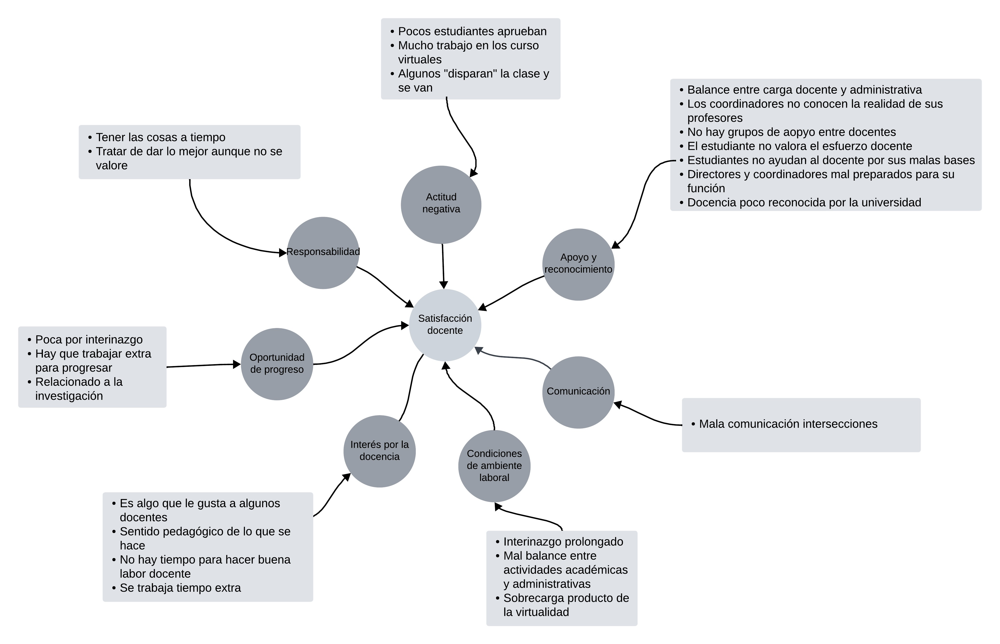 • Pocos estudiantes aprueban
• Mucho trabajo en los curso
virtuales
• Algunos "disparan" la clase y
se van
• Balance entre carga docente y administrativa
• Los coordinadores no conocen la realidad de sus
profesores
• No hay grupos de aopyo entre docentes
• El estudiante no valora el esfuerzo docente
• Estudiantes no ayudan al docente por sus malas bases
• Directores y coordinadores mal preparados para su
función
• Docencia poco reconocida por la universidad
• Tener las cosas a tiempo
• Tratar de dar lo mejor aunque no se
valore
Actitud
negativa
Responsabilidad
Apoyo y
reconocimiento
Satisfacción
docente
• Poca por interinazgo
• Hay que trabajar extra
para progresar
• Relacionado a la
investigación
Oportunidad
de progreso
Comunicación
• Mala comunicación intersecciones
Interés por la
docencia
Condiciones
de ambiente
laboral
• Es algo que le gusta a algunos
docentes
• Sentido pedagógico de lo que se
hace
• No hay tiempo para hacer buena
labor docente
• Se trabaja tiempo extra
• Interinazgo prolongado
• Mal balance entre
actividades académicas
y administrativas
• Sobrecarga producto de
la virtualidad